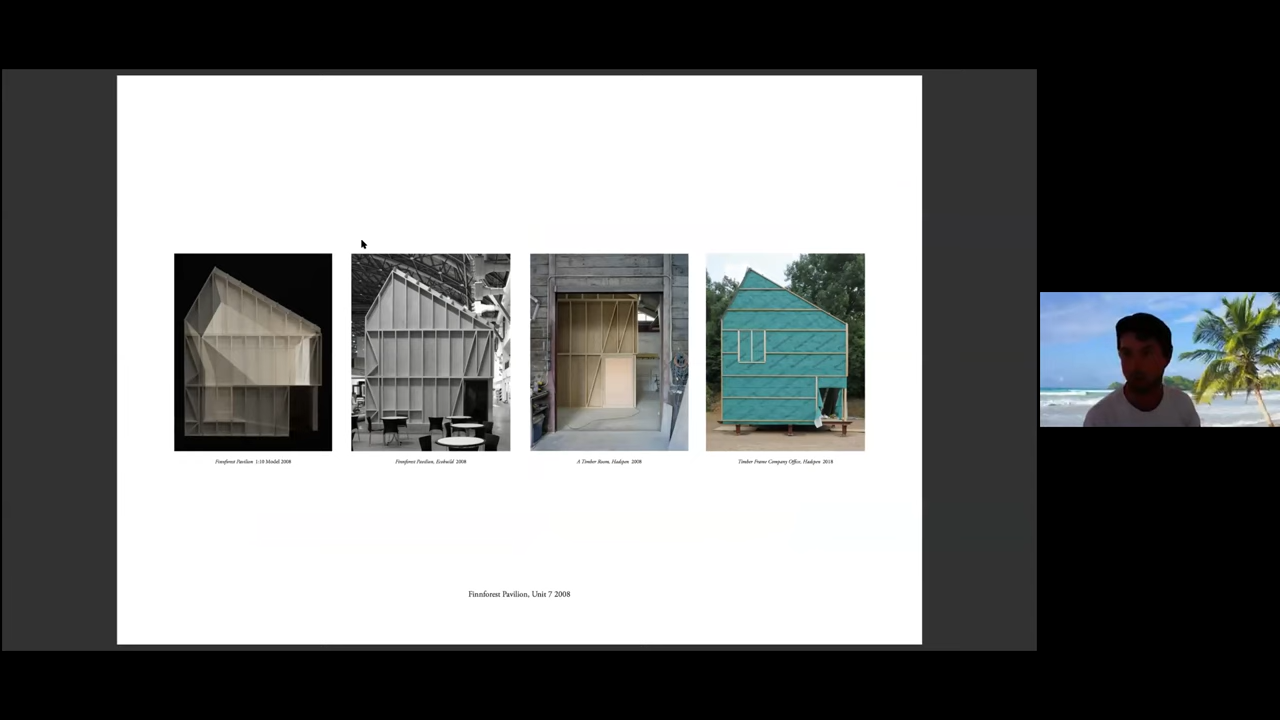 Finnforest Pavilion 1:10 Model 2008
Finnforest Pavilion, Ecobuild 2008
A Timber Room, Hadspen 2008
Timber Frame Company Office, Hadspen 2018
Finnforest Pavilion, Unit 7 2008